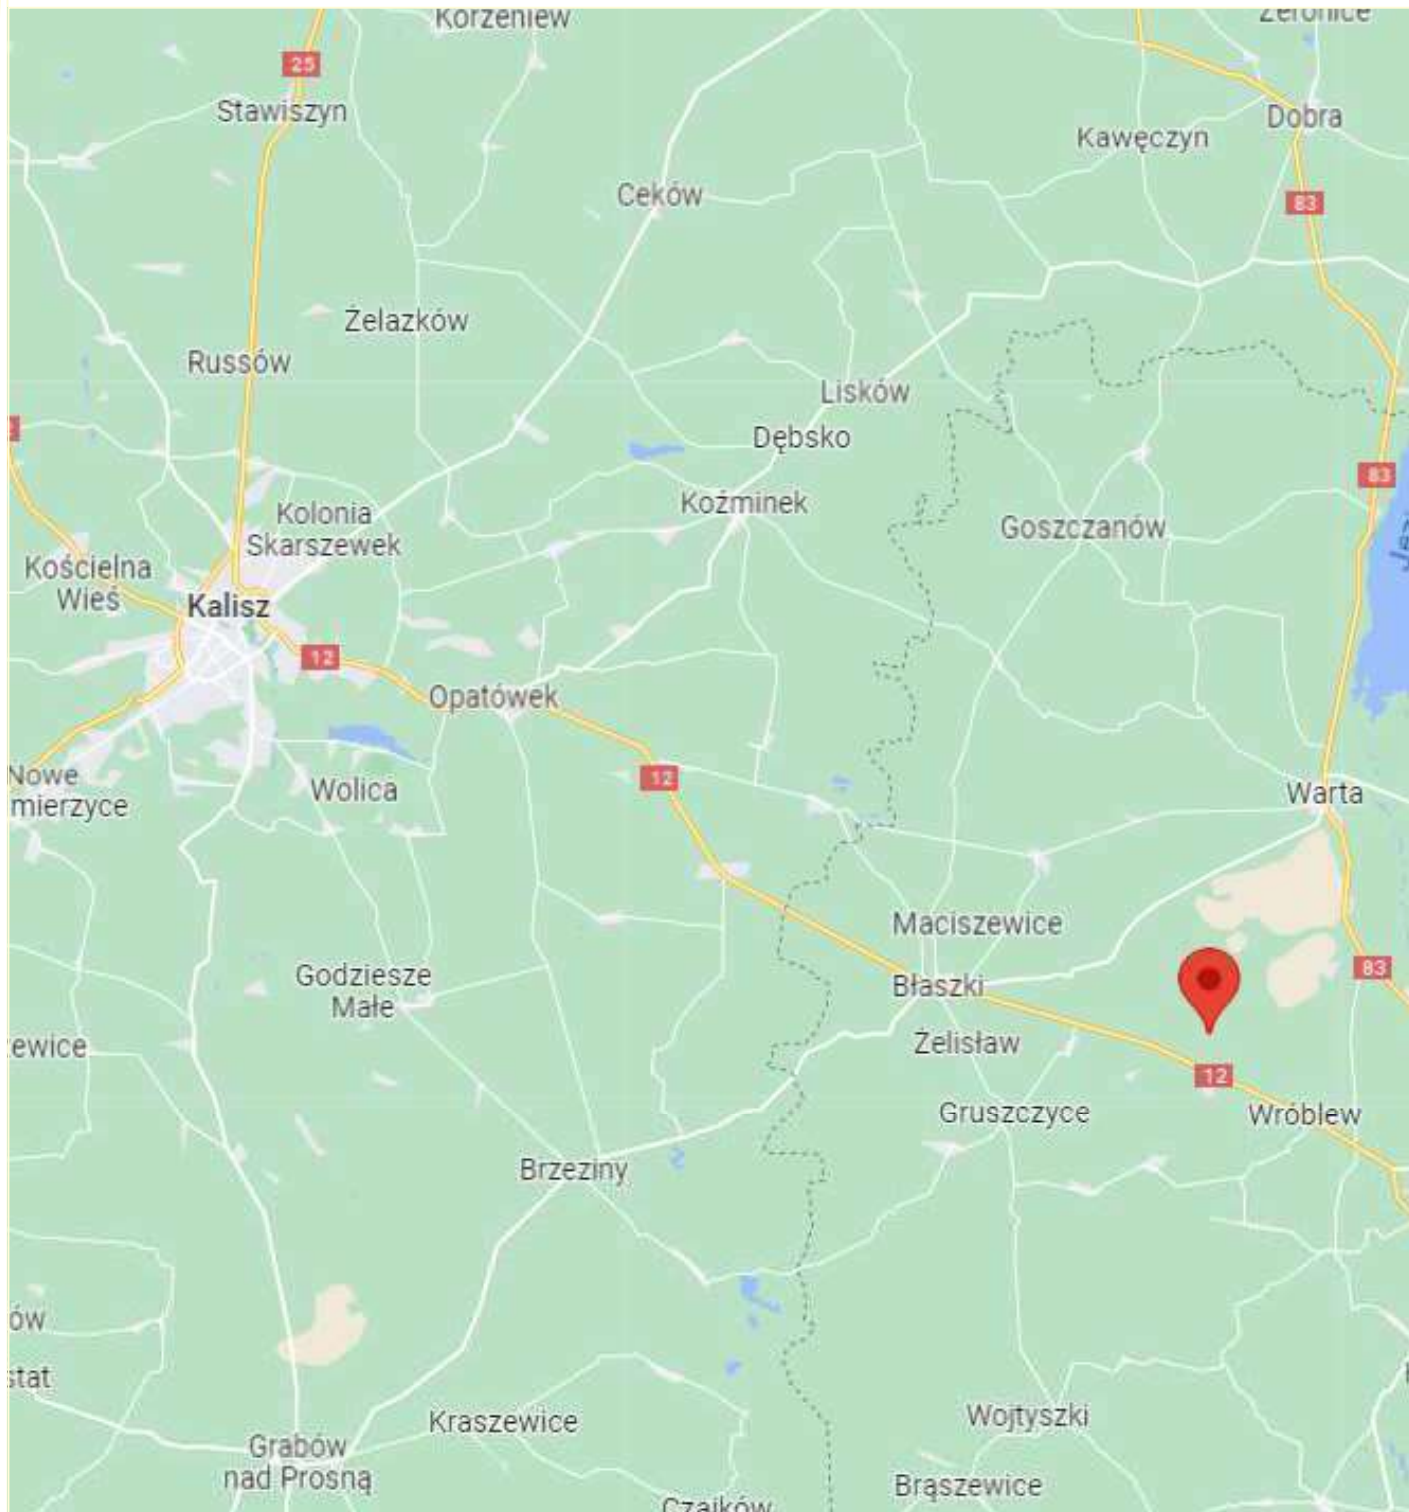 Korzeniew
Żeronice
25
Stawiszyn
Dobra
Kawęczyn
Ceków
83
Żelazków
Russów
Lisków
Dębsko
83
Koźminek
Kolonia
Skarszewek
Goszczanów
Kościelna
Wieś
Kalisz
12
Opatówek
12
Nowe
mierzyce
Wolica
Warta
Maciszewice
83
Godziesze
Małe
Błaszki
Żelisław
ewice
12
Gruszczyce
Wróblew
Brzeziny
ów
stat
Wojtyszki
Kraszewice
Grabów
nad Prosną
Brąszewice
Czajków